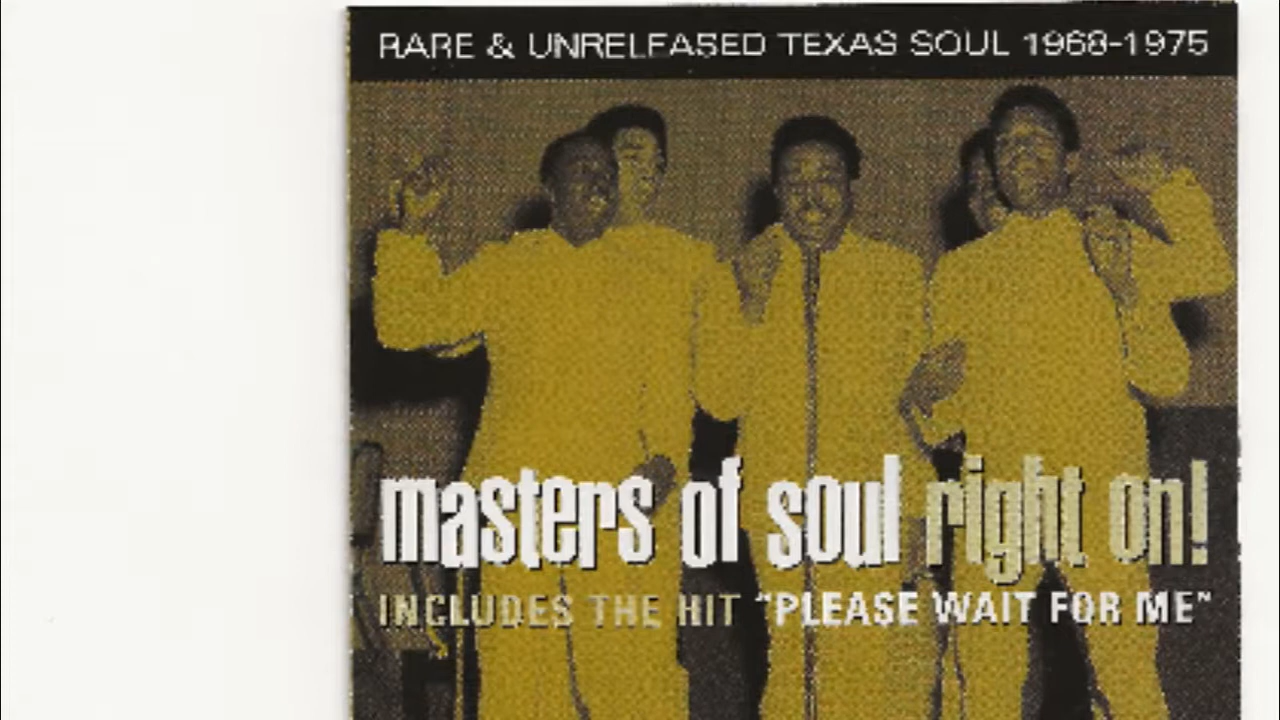 RARE & UNRELEASED TEXAS SOUL 1968-1975
masters of soul right on!
INCLUDES THE HIT "PLEASE WAIT FOR ME"